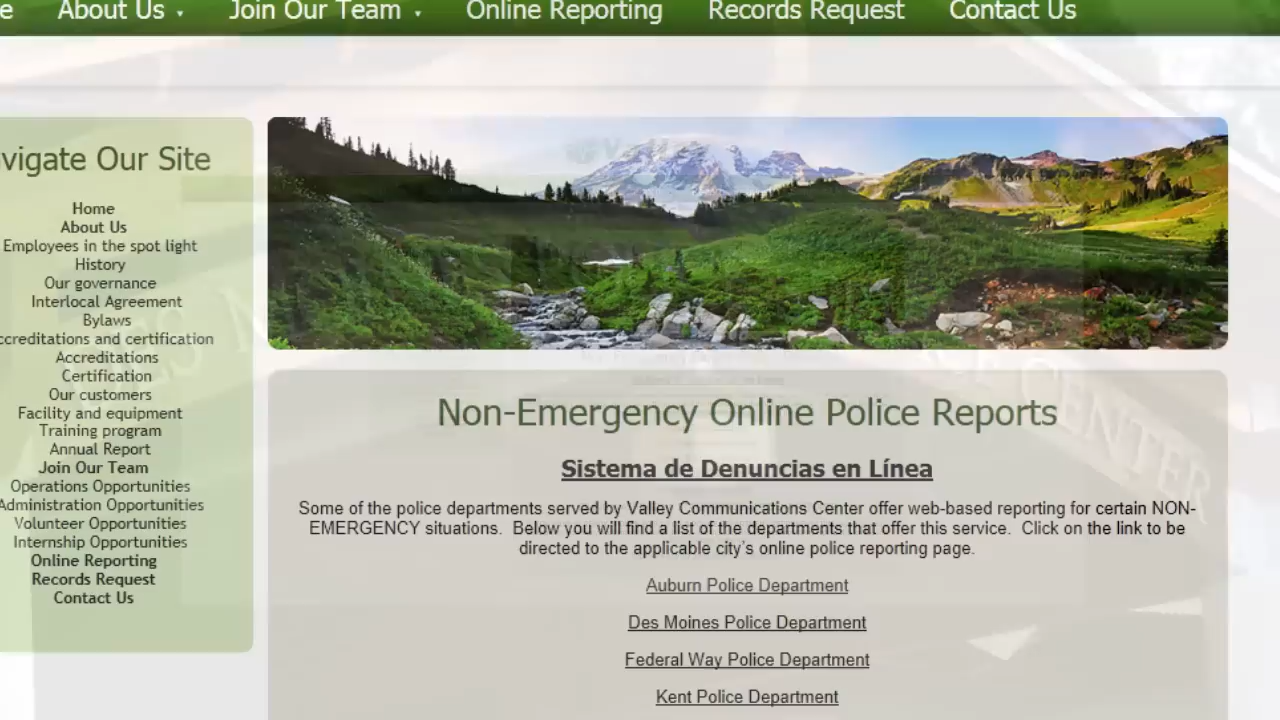 About Us
Join Our Team
Online Reporting
Records Request
Contact Us
vigate Our Site
Home
About Us
Employees in the spot light
History
Our governance
Interlocal Agreement
Bylaws
ccreditations and certification
Accreditations
Certification
Our customers
Facility and equipment
Training program
Annual Report
Join Our Team
Operations Opportunities
Administration Opportunities
Volunteer Opportunities
Internship Opportunities
Online Reporting
Records Request
Contact Us
Non-Emergency Online Police Reports
Sistema de Denuncias en Línea
Some of the police departments served by Valley Communications Center offer web-based reporting for certain NON-
EMERGENCY situations. Below you will find a list of the departments that offer this service. Click on the link to be
directed to the applicable city's online police reporting page.
Auburn Police Department
Des Moines Police Department
Federal Way Police Department
Kent Police Department
CENTER